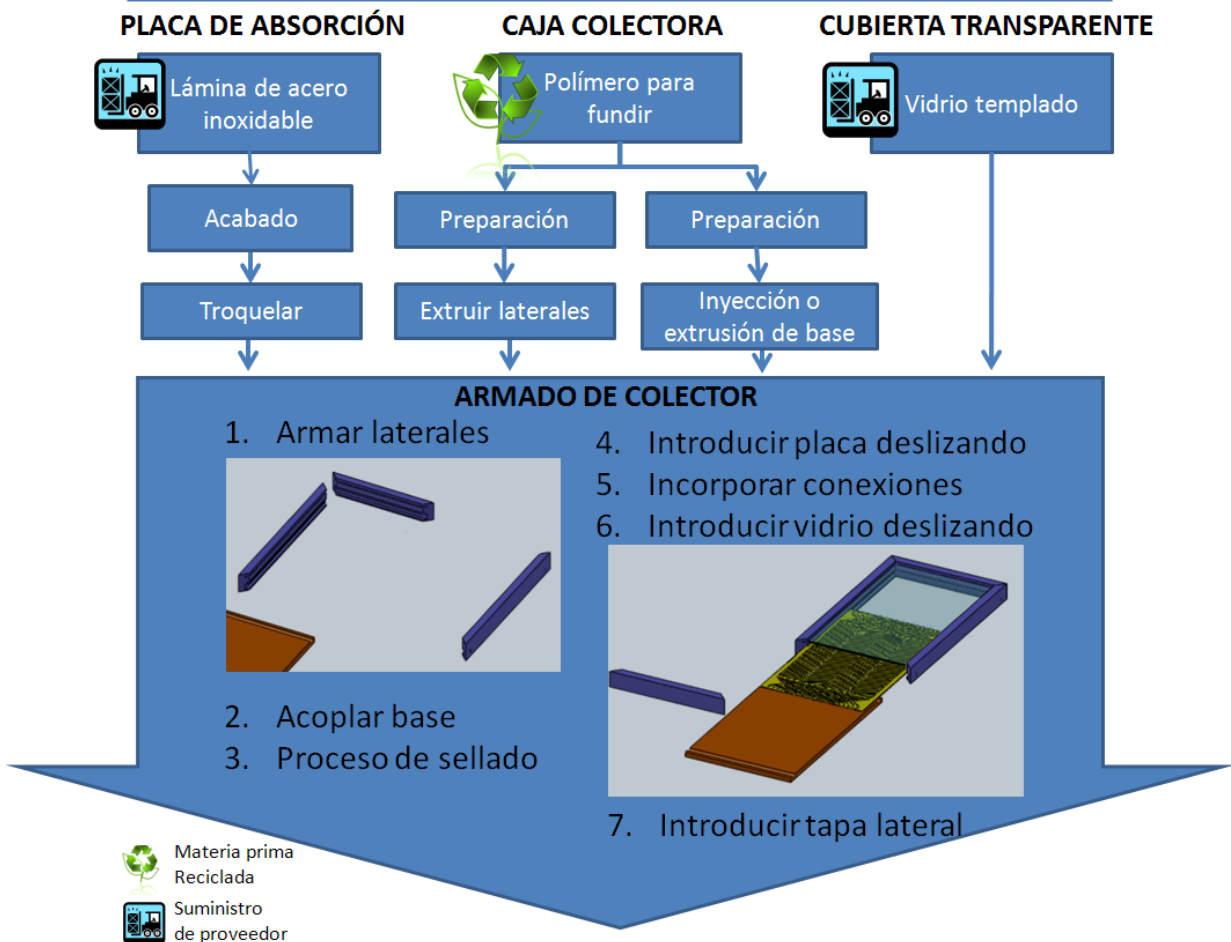 PLACA DE ABSORCIÓN
CAJA COLECTORA
CUBIERTA TRANSPARENTE
Lámina de acero
inoxidable
Polímero para
fundir
Vidrio templado
Acabado
Preparación
Preparación
Troquelar
Extruir laterales
Inyección o
extrusión de base
ARMADO DE COLECTOR
1. Armar laterales
2. Acoplar base
3. Proceso de sellado
4. Introducir placa deslizando
5. Incorporar conexiones
6. Introducir vidrio deslizando
7. Introducir tapa lateral
Materia prima
Reciclada
Suministro
de proveedor